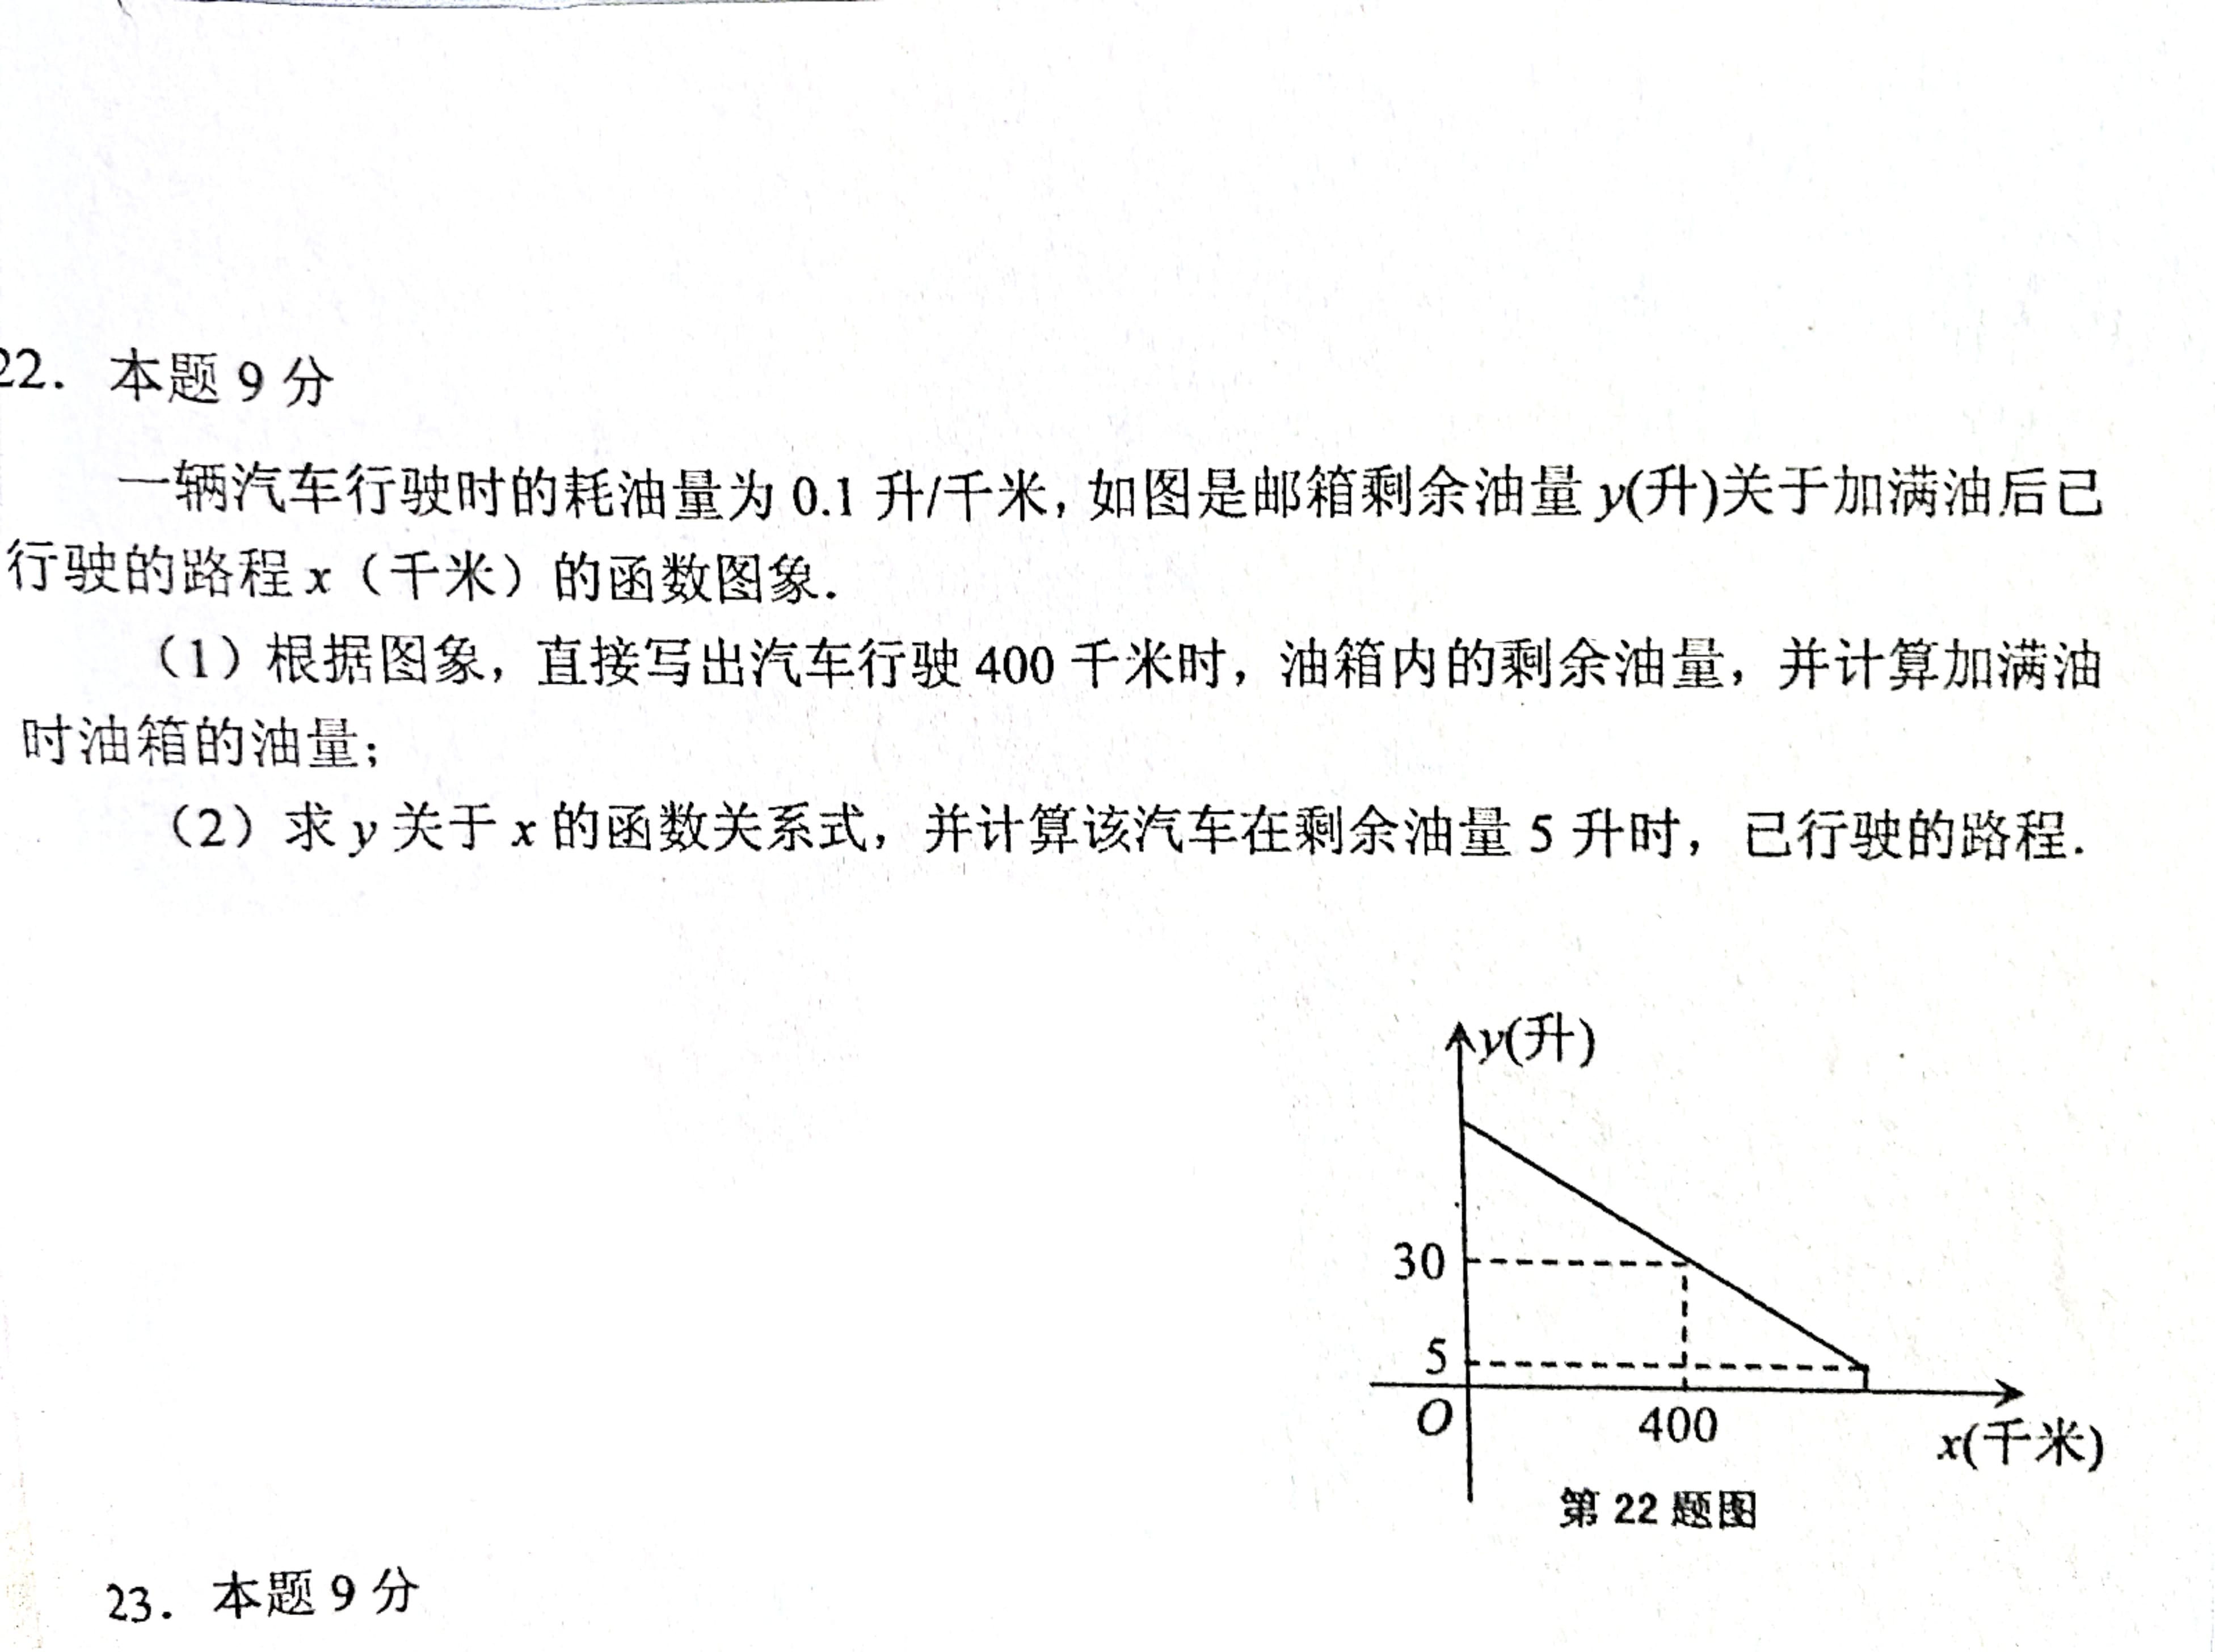 22. 本题 9 分
一辆汽车行驶时的耗油量为 0.1 升/千米, 如图是邮箱剩余油量 y(升)关于加满油后已
行驶的路程 x（千米）的函数图象.
（1）根据图象，直接写出汽车行驶 400 千米时，油箱内的剩余油量，并计算加满油
时油箱的油量；
（2）求 y 关于 x 的函数关系式，并计算该汽车在剩余油量 5 升时，已行驶的路程.
y(升)
30
5
O
400
x(千米)
第 22 题图
23. 本题 9 分